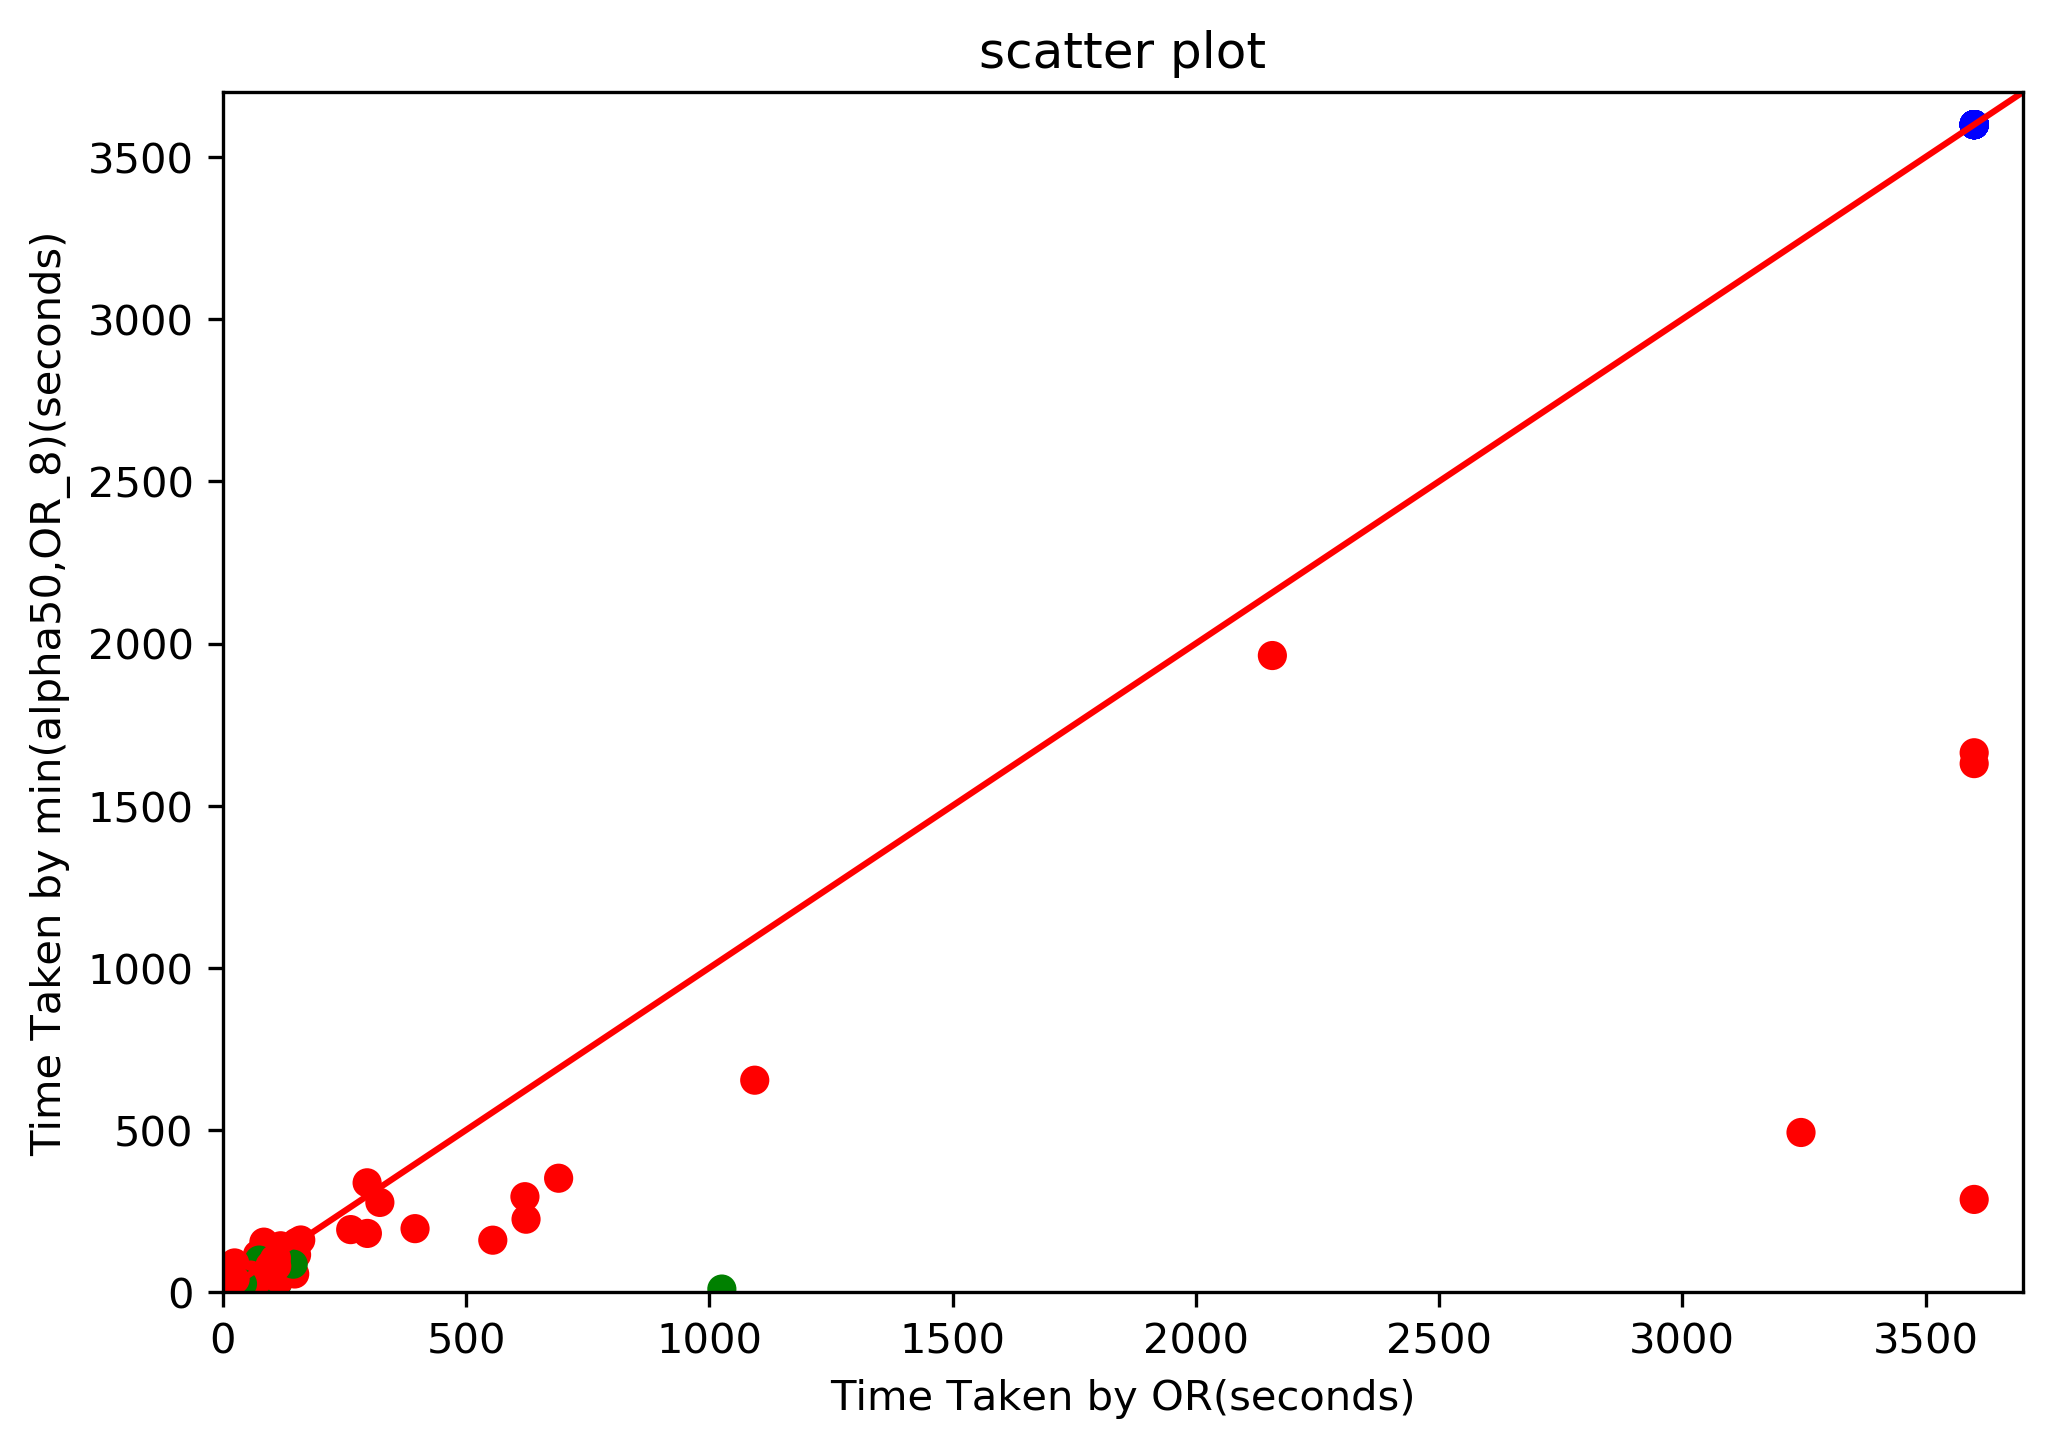 scatter plot
Time Taken by min(alpha50,OR_8)(seconds)
3500
3000
2500
2000
1500
1000
500
0
0 500 1000 1500 2000 2500 3000 3500
Time Taken by OR(seconds)